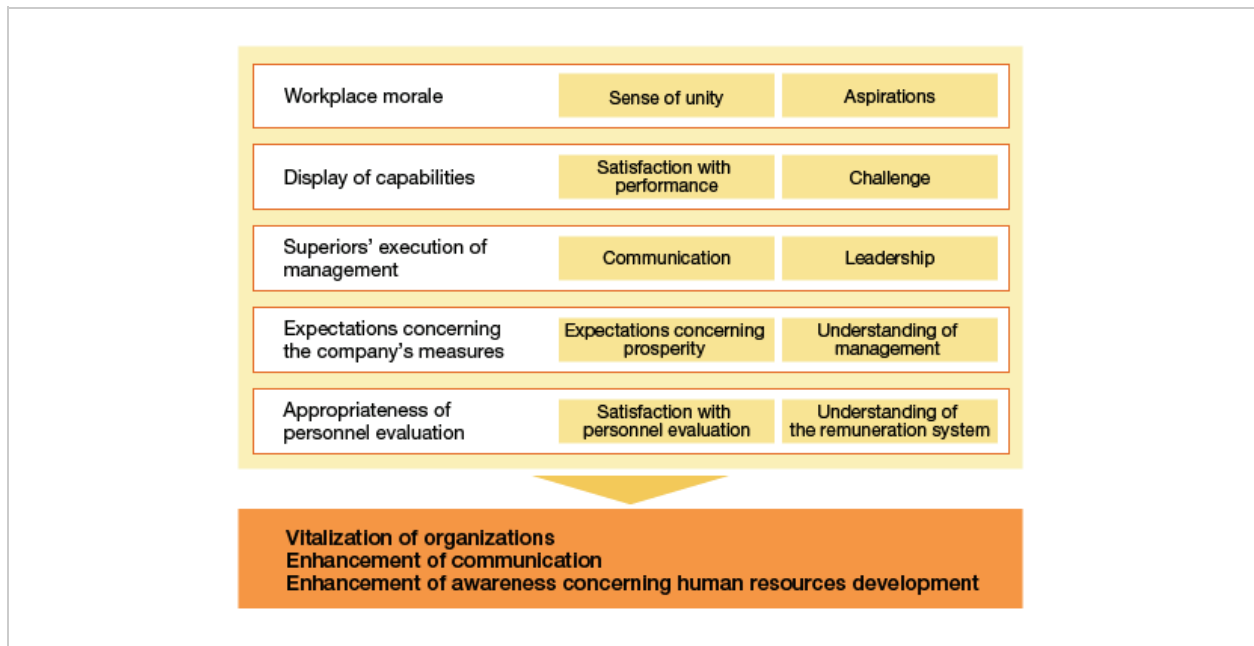 Workplace morale
Sense of unity
Aspirations
Display of capabilities
Satisfaction with
performance
Challenge
Superiors' execution of
management
Communication
Leadership
Expectations concerning
the company's measures
Expectations concerning
prosperity
Understanding of
management
Appropriateness of
personnel evaluation
Satisfaction with
personnel evaluation
Understanding of
the remuneration system
Vitalization of organizations
Enhancement of communication
Enhancement of awareness concerning human resources development